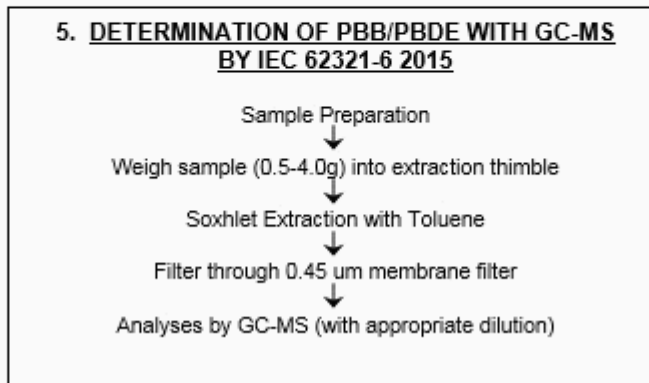 5. DETERMINATION OF PBB/PBDE WITH GC-MS
BY IEC 62321-6 2015
Sample Preparation
Weigh sample (0.5-4.0g) into extraction thimble
Soxhlet Extraction with Toluene
Filter through 0.45 um membrane filter
Analyses by GC-MS (with appropriate dilution)